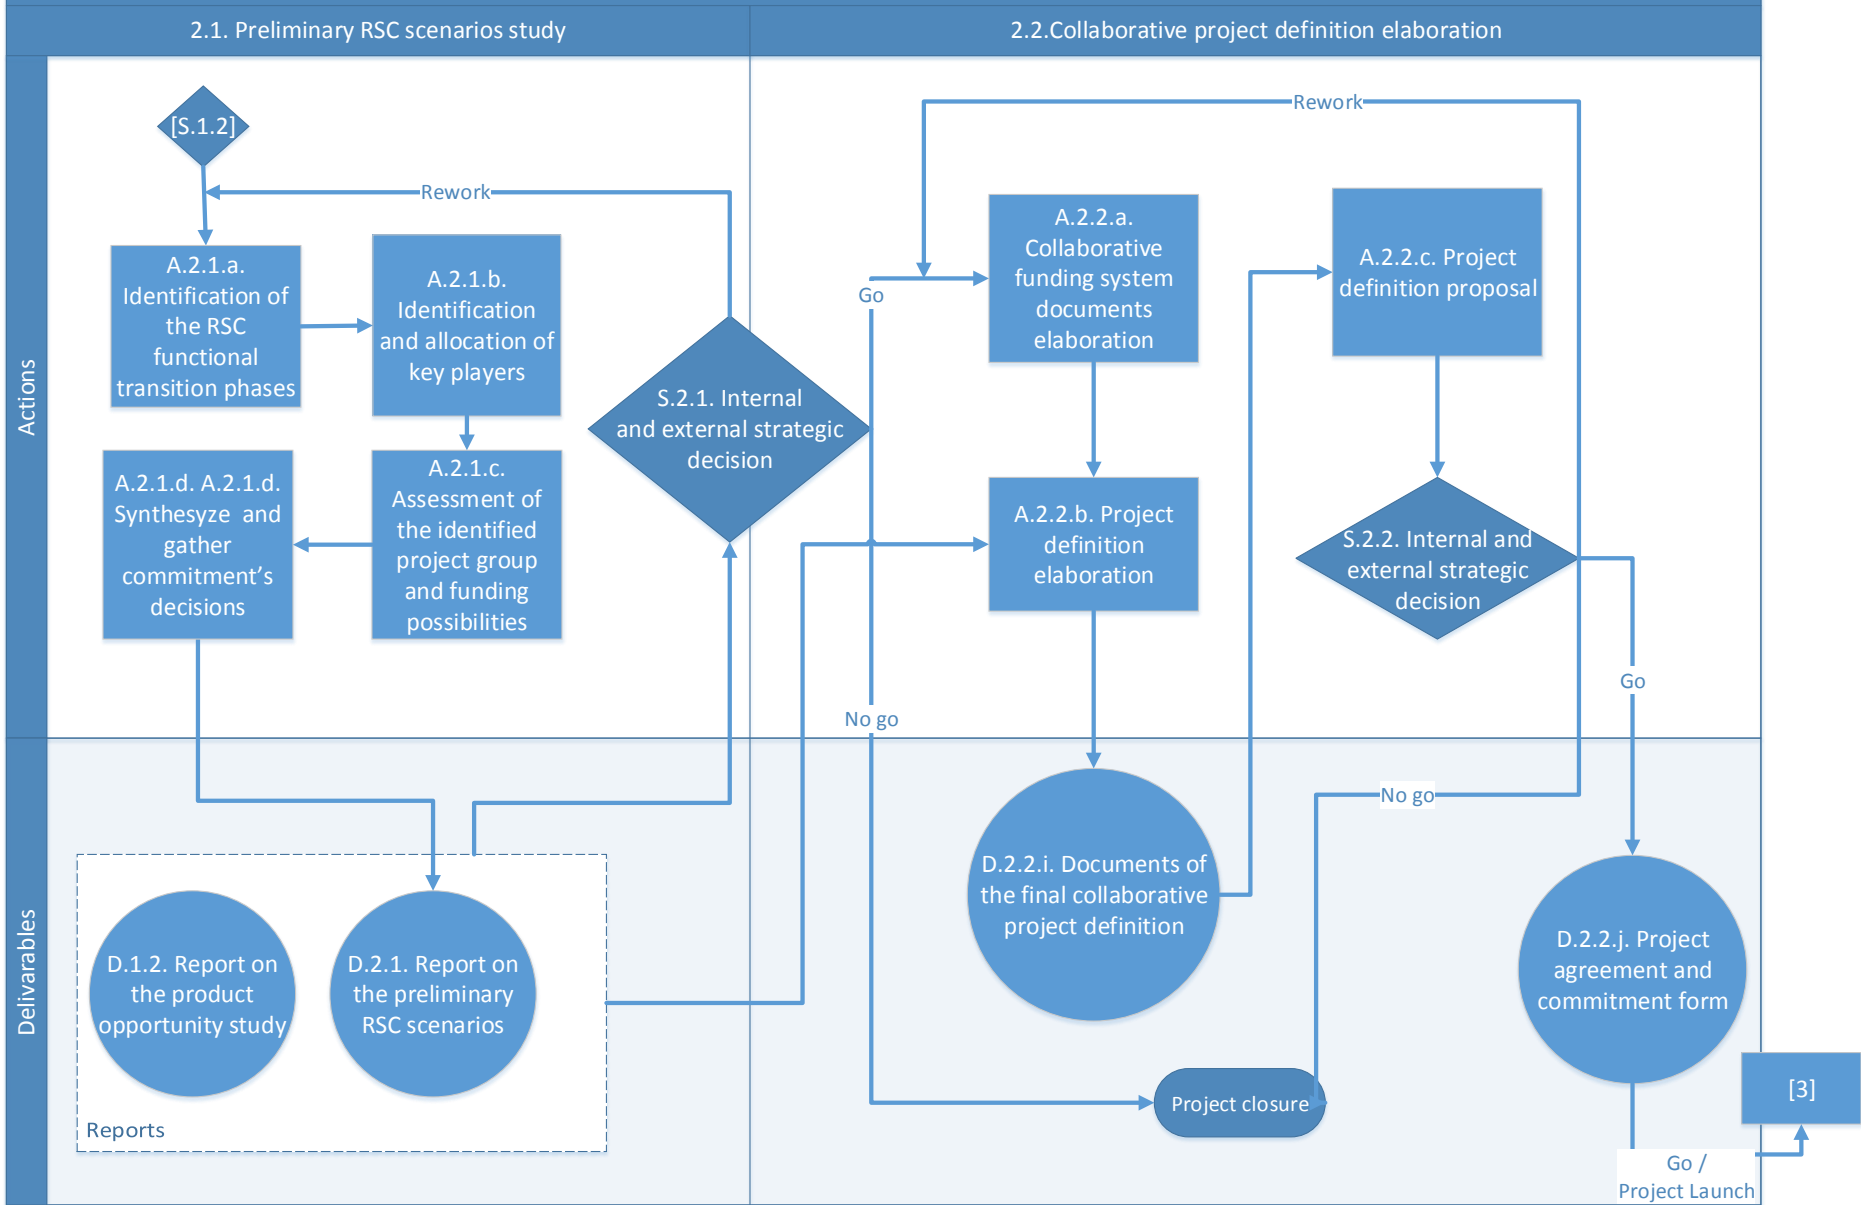 2.1. Preliminary RSC scenarios study
2.2.Collaborative project definition elaboration
Actions
[S.1.2]
Rework
A.2.1.a.
Identification of
the RSC
functional
transition phases
A.2.1.b.
Identification
and allocation of
key players
A.2.1.c.
Assessment of
the identified
project group
and funding
possibilities
A.2.1.d. A.2.1.d.
Synthesyze and
gather
commitment's
decisions
S.2.1. Internal
and external strategic
decision
Rework
Go
No go
A.2.2.a.
Collaborative
funding system
documents
elaboration
A.2.2.b. Project
definition
elaboration
A.2.2.c. Project
definition proposal
S.2.2. Internal and
external strategic
decision
Go
No go
Delivarables
D.1.2. Report on
the product
opportunity study
D.2.1. Report on
the preliminary
RSC scenarios
Reports
D.2.2.i. Documents of
the final collaborative
project definition
Project closure
D.2.2.j. Project
agreement and
commitment form
Go /
Project Launch
[3]